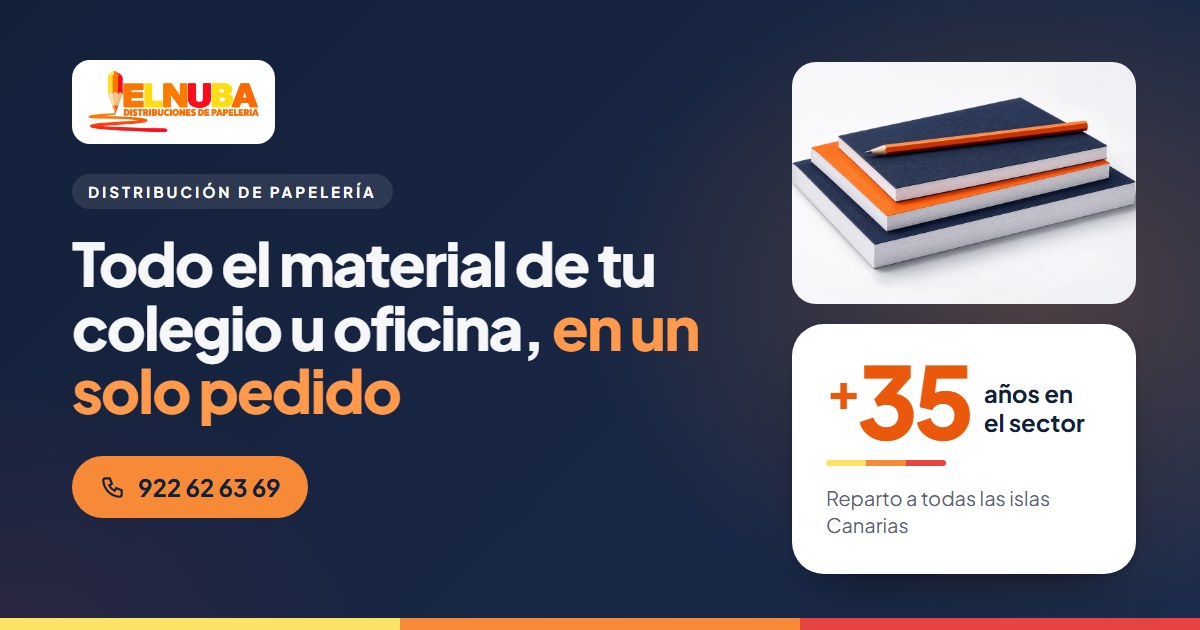 ELNUBA
DISTRIBUCIONES DE PAPELERIA
DISTRIBUCIÓN DE PAPELERÍA
Todo el material de tu
colegio u oficina, en un
solo pedido
922 62 63 69
+35
años en
el sector
Reparto a todas las islas
Canarias